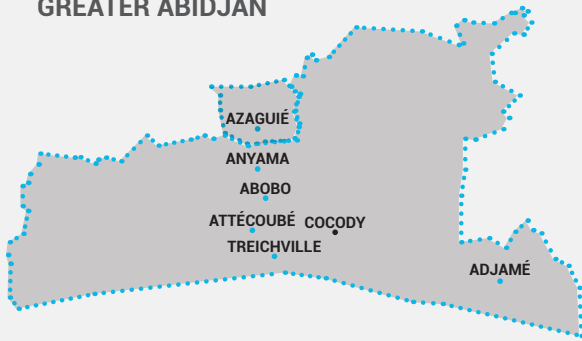 GREATER ABIDJAN
AZAGUIÉ
ANYAMA
ABOBO
ATTÉCOUBÉ COCODY
TREICHVILLE
ADJAMÉ